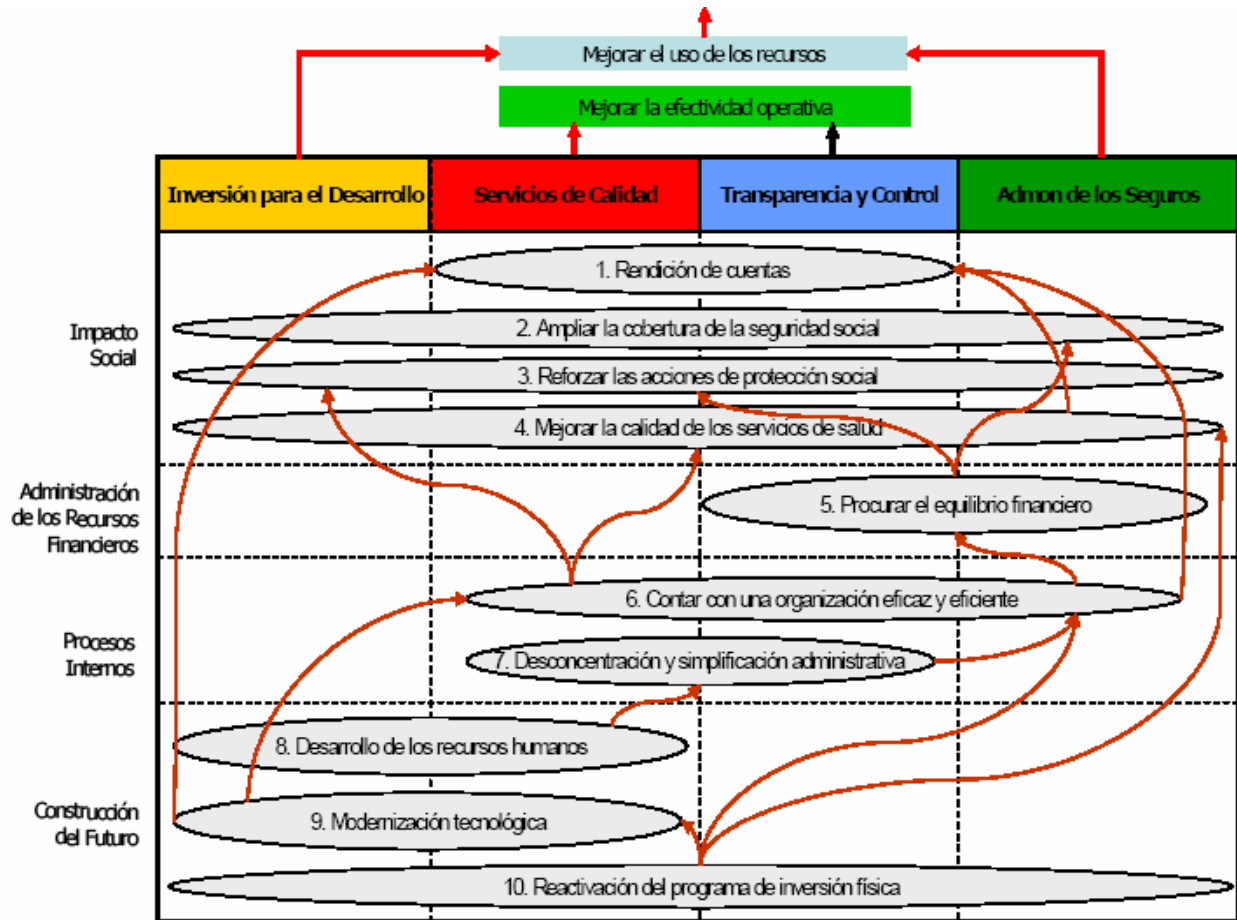 Mejorar el uso de los recursos
Mejorar la efectividad operativa
Inversión para el Desarrollo
Servicios de Calidad
Transparencia y Control
Admon de los Seguros
Impacto
Social
1. Rendición de cuentas
2. Ampliar la cobertura de la seguridad social
3. Reforzar las acciones de protección social
4. Mejorar la calidad de los servicios de salud
Administración
de los Recursos
Financieros
5. Procurar el equilibrio financiero
Procesos
Internos
6. Contar con una organización eficaz y eficiente
7. Desconcentración y simplificación administrativa
Construcción
del Futuro
8. Desarrollo de los recursos humanos
9. Modernización tecnológica
10. Reactivación del programa de inversión física